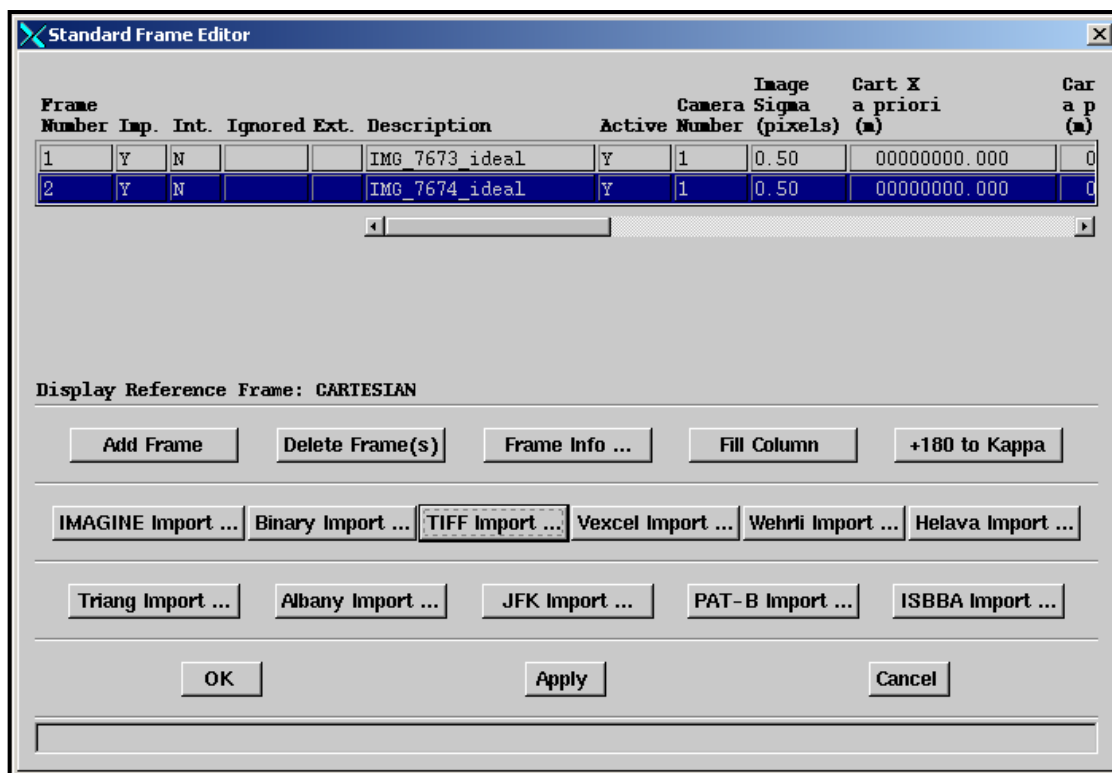 Standard Frame Editor
Image Cart X Car
Frame Camera Sigma a priori a p
Number Imp. Int. Ignored Ext. Description Active Number (pixels) (m) (m)
1 Y N IMG_7673_ideal Y 1 0.50 00000000.000 0
2 Y N IMG_7674_ideal Y 1 0.50 00000000.000 0
Display Reference Frame: CARTESIAN
Add Frame Delete Frame(s) Frame Info ... Fill Column +180 to Kappa
IMAGINE Import ... Binary Import ... TIFF Import ... Vexcel Import ... Wehrli Import ... Helava Import ...
Triang Import ... Albany Import ... JFK Import ... PAT-B Import ... ISBBA Import ...
OK Apply Cancel